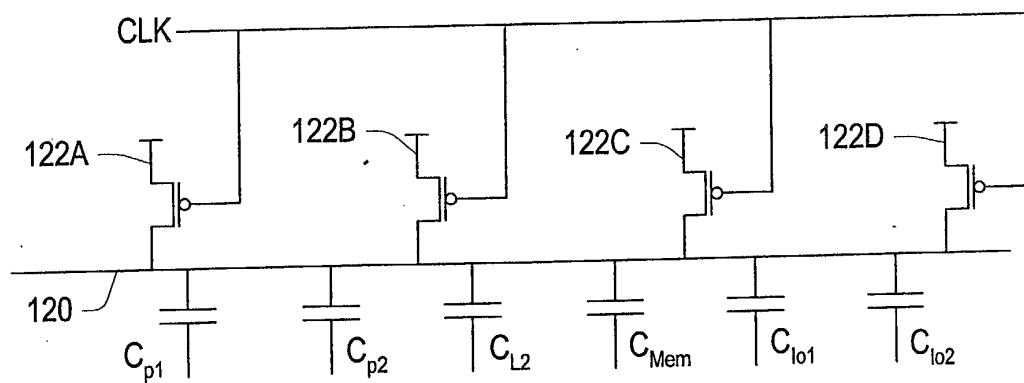 CLK
122A
122B
122C
122D
120
Cp1
Cp2
CL2
CMem
CIo1
CIo2